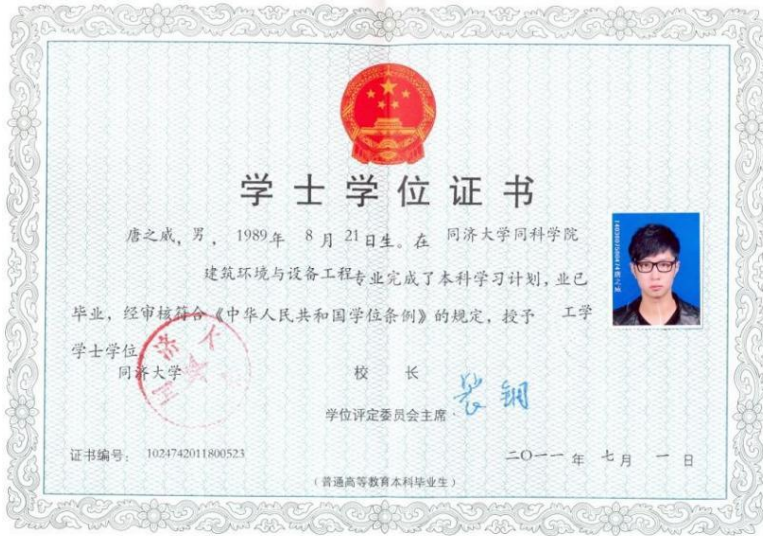 学士学位证书
唐之威，男， 1989年 8月 21日生。在 同济大学同科学院
建筑环境与设备工程专业完成了本科学习计划，业已
毕业，经审核符合《中华人民共和国学位条例》的规定，授予 工学
学士学位。
同济大学
校 长
学位评定委员会主席
裴钢
证书编号： 1024742011800523
二〇一一 年 七 月 一 日
（普通高等教育本科毕业生）